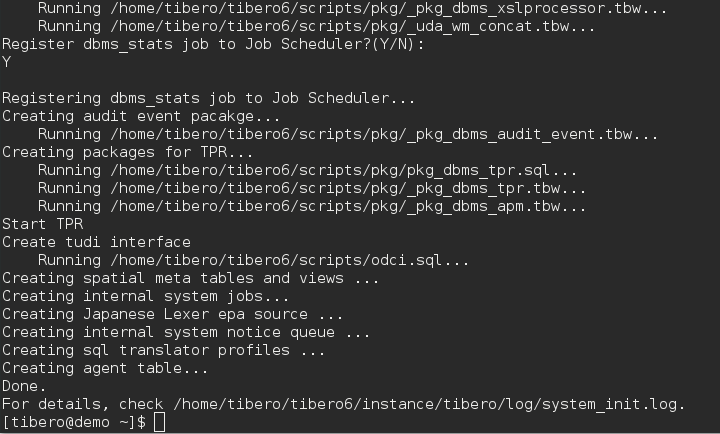 Running /home/tibero/tibero6/scripts/pkg/_pkg_dbms_xslprocessor.tbw...
Running /home/tibero/tibero6/scripts/pkg/_uda_wm_concat.tbw...
Register dbms_stats job to Job Scheduler?(Y/N):
Y
Registering dbms_stats job to Job Scheduler...
Creating audit event pacakge...
Running /home/tibero/tibero6/scripts/pkg/_pkg_dbms_audit_event.tbw...
Creating packages for TPR...
Running /home/tibero/tibero6/scripts/pkg/pkg_dbms_tpr.sql...
Running /home/tibero/tibero6/scripts/pkg/_pkg_dbms_tpr.tbw...
Running /home/tibero/tibero6/scripts/pkg/_pkg_dbms_apm.tbw...
Start TPR
Create tudi interface
Running /home/tibero/tibero6/scripts/odci.sql...
Creating spatial meta tables and views ...
Creating internal system jobs...
Creating Japanese Lexer epa source ...
Creating internal system notice queue ...
Creating sql translator profiles ...
Creating agent table...
Done.
For details, check /home/tibero/tibero6/instance/tibero/log/system_init.log.
[tibero@demo ~]$